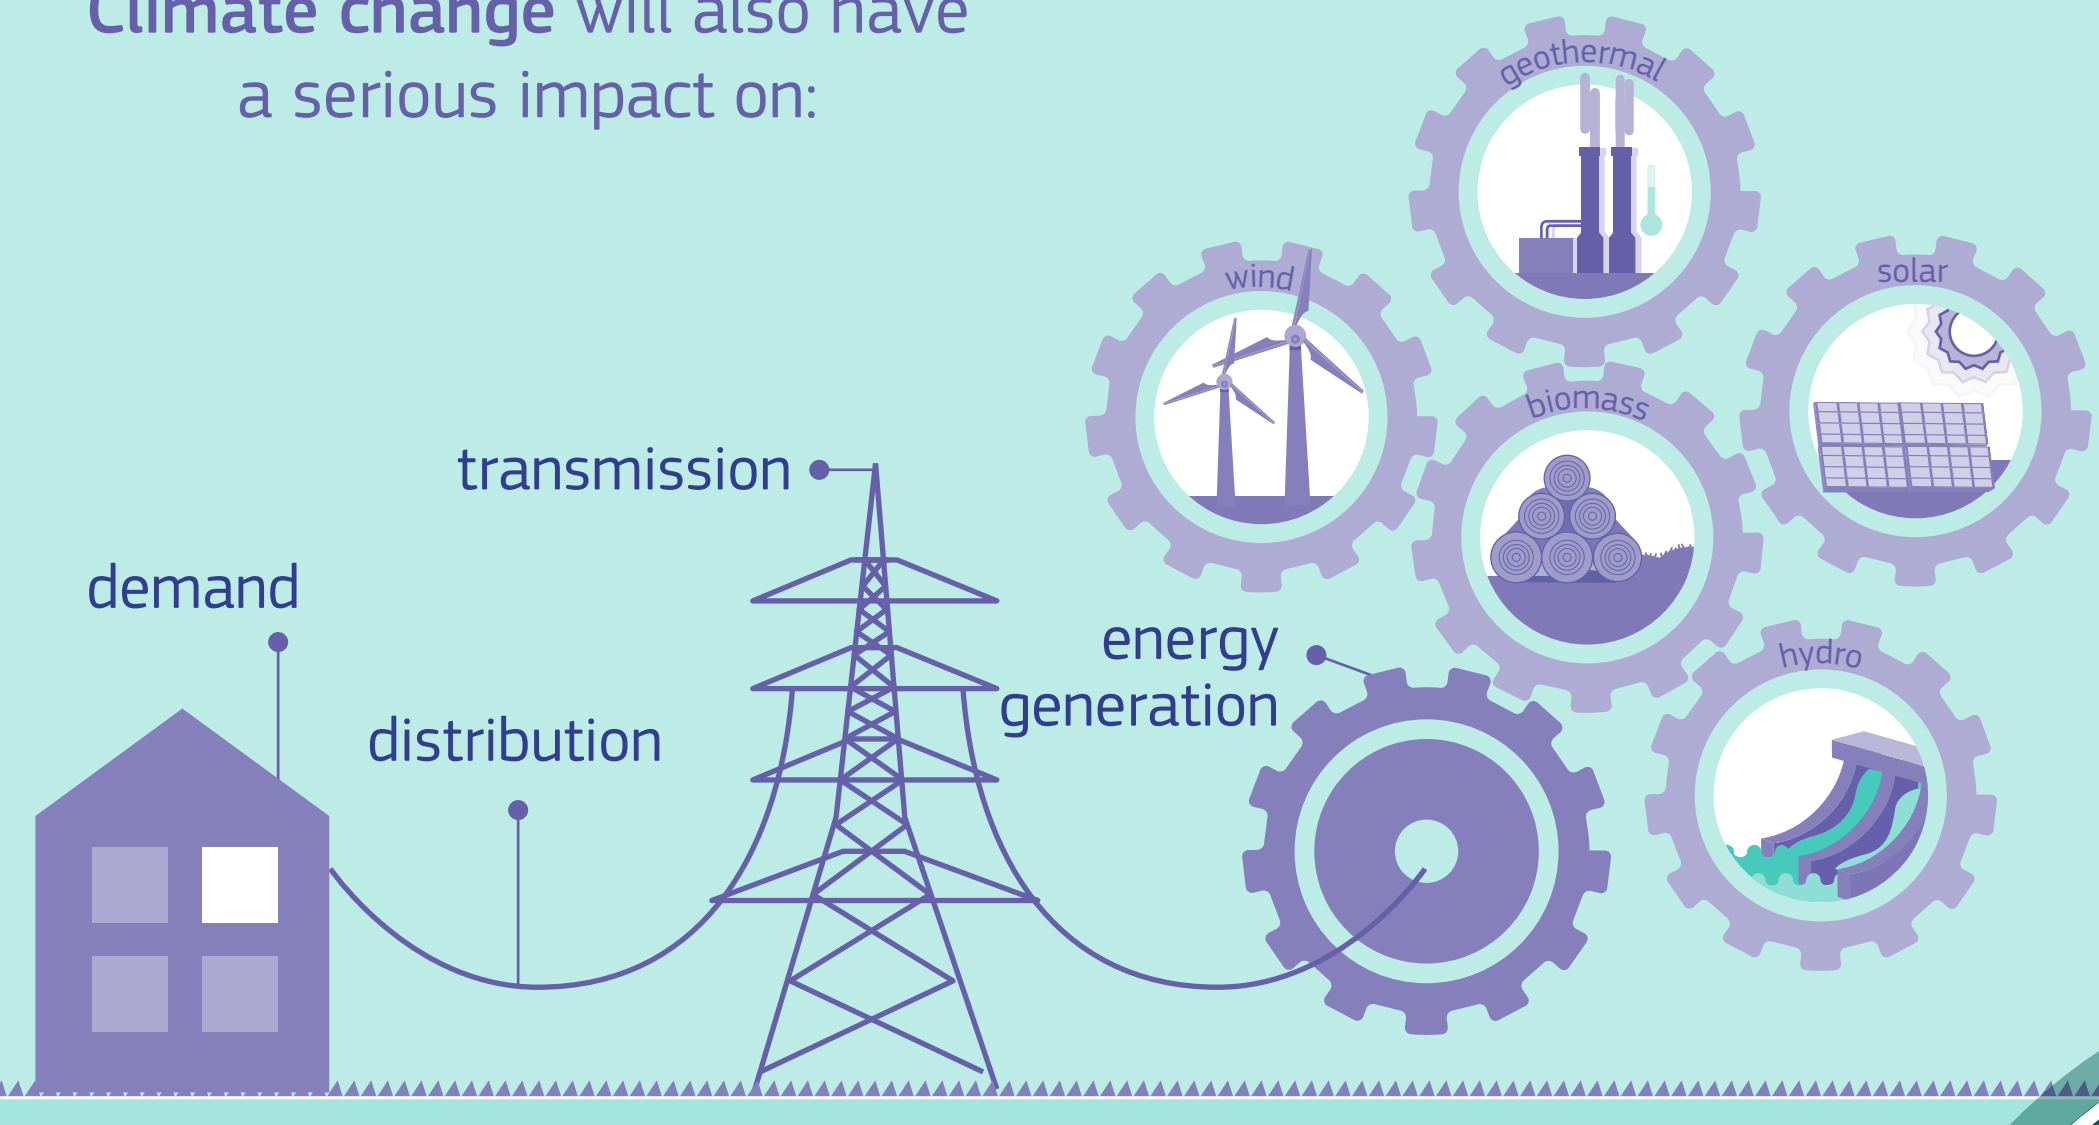 Climate change will also have
a serious impact on:
geothermal
wind
solar
biomass
transmission
demand
energy
generation
hydro
distribution